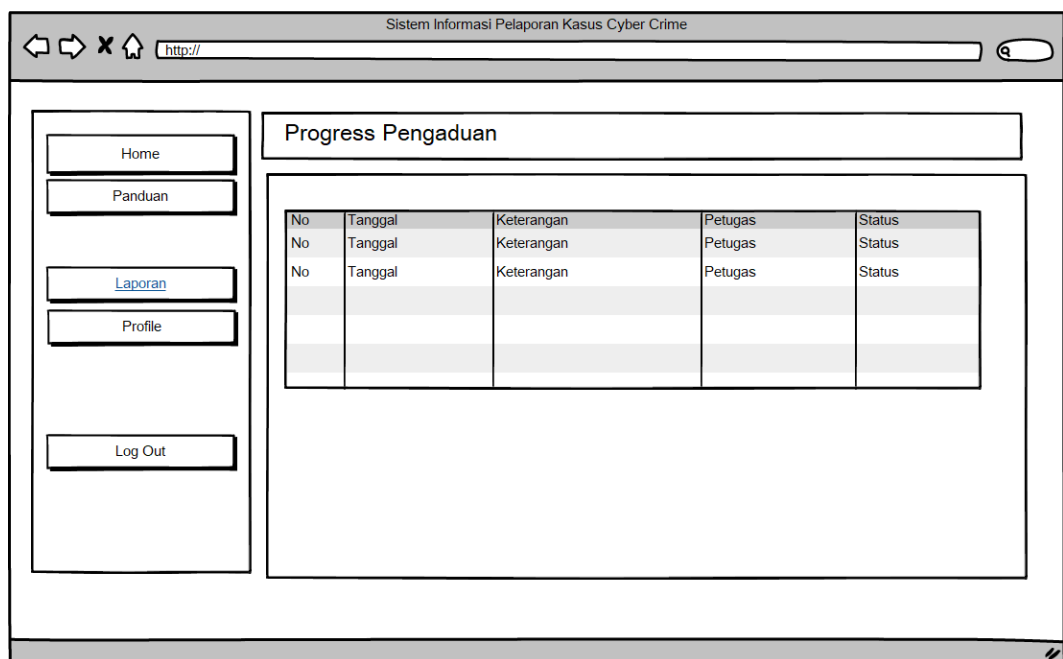 Sistem Informasi Pelaporan Kasus Cyber Crime
http://
Home
Panduan
Laporan
Profile
Log Out
Progress Pengaduan
No Tanggal Keterangan Petugas Status
No Tanggal Keterangan Petugas Status
No Tanggal Keterangan Petugas Status